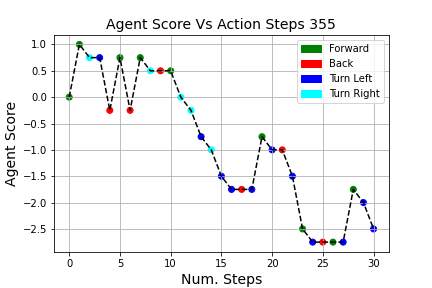 Agent Score Vs Action Steps 355
1.0
0.5
0.0
−0.5
−1.0
−1.5
−2.0
−2.5
Agent Score
Forward
Back
Turn Left
Turn Right
0 5 10 15 20 25 30
Num. Steps